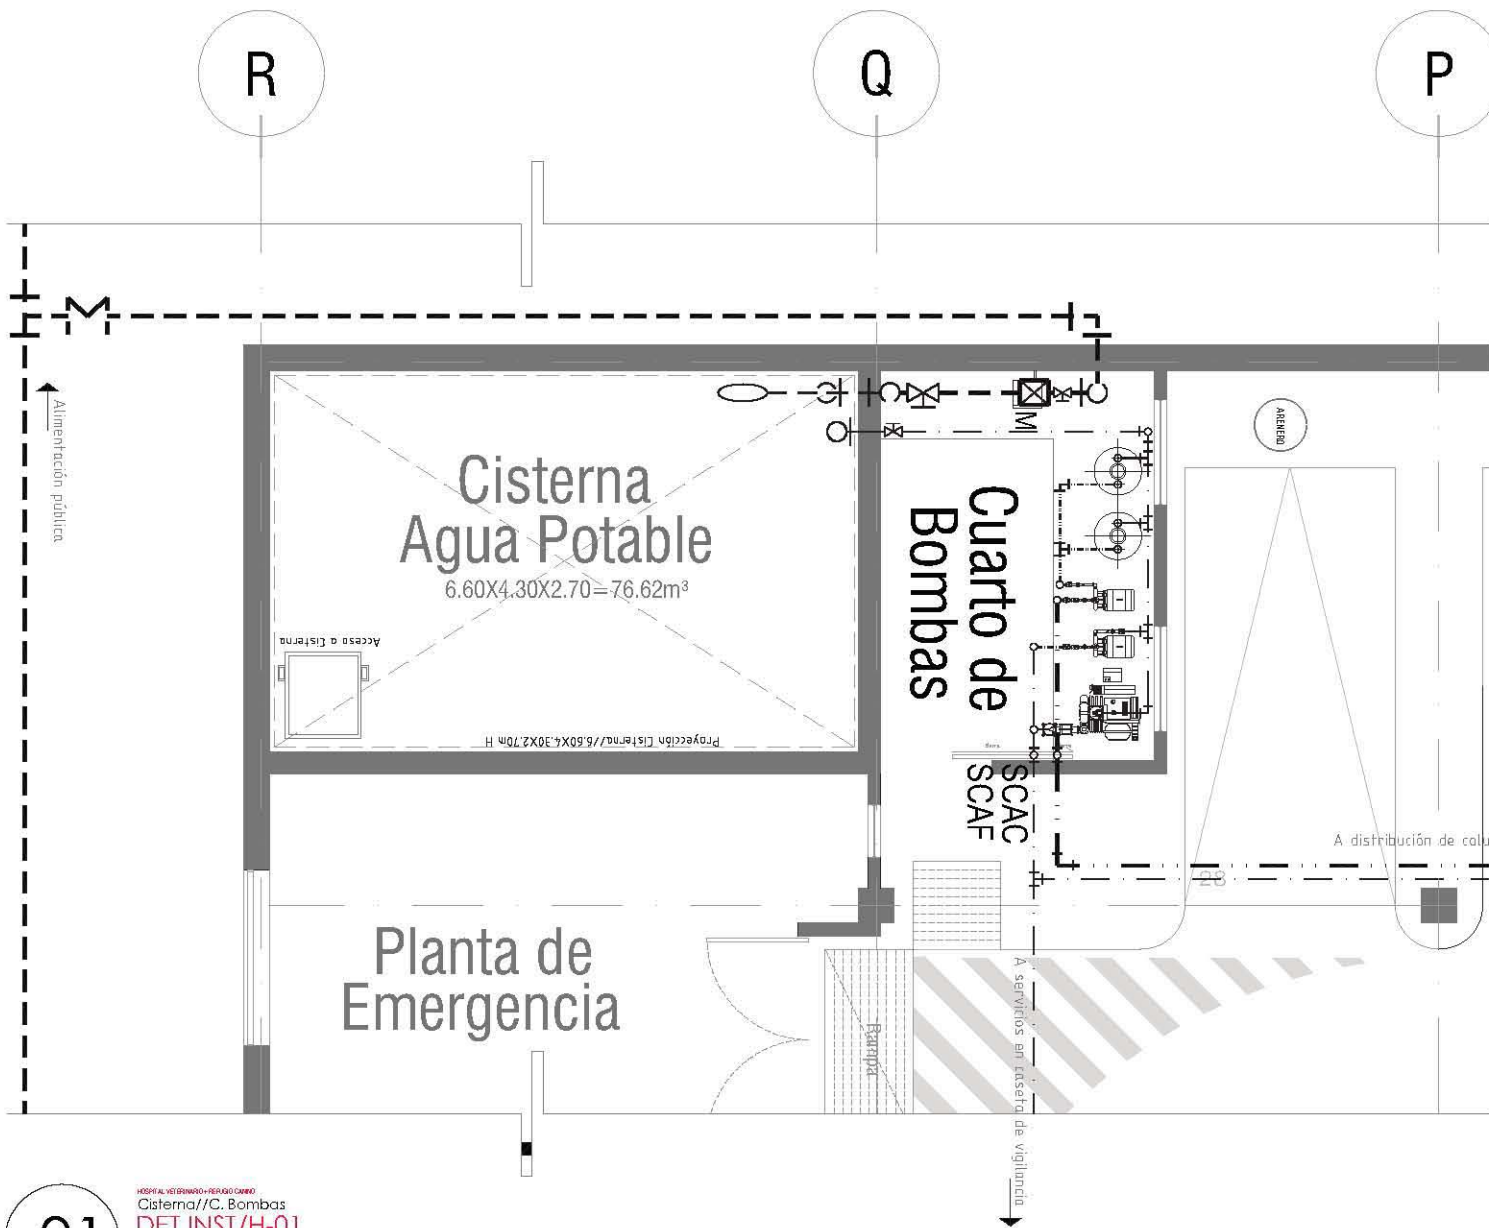 R
Q
P
Alimentación pública
M
ARENERO
Cisterna
Agua Potable
6.60X4.30X2.70=76.62m³
Cuarto de
Bombas
Acceso a Cisterna
Proyección Cisterna//6.60X4.30X2.70m H
SCAC
SCAF
A distribución de colu
28
Planta de
Emergencia
Rampa
A servicios en caseta de vigilancia
01
HOSPITAL VETERINARIO+REFUGIO CANINO
Cisterna//C. Bombas
DET.INST/H-01